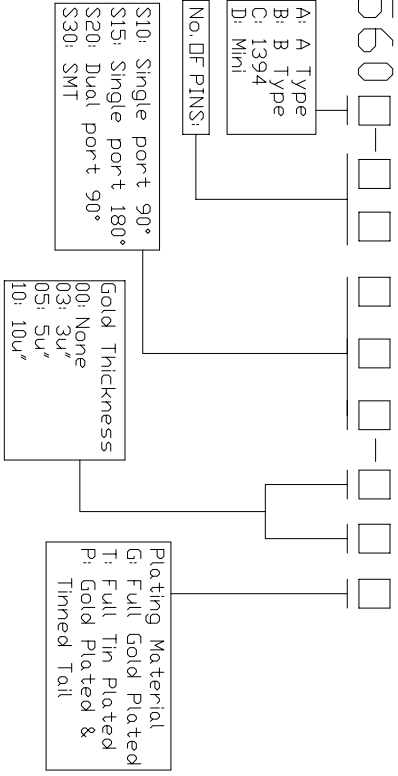 560
A: A Type
B: B Type
C: 1394
D: Mini
No. OF PINS:
S10: Single port 90°
S15: Single port 180°
S20: Dual port 90°
S30: SMT
Gold Thickness
00: None
03: 3u"
05: 5u"
10: 10u"
Plating Material
G: Full Gold Plated
T: Full Tin Plated
P: Gold Plated &
Tinned Tail